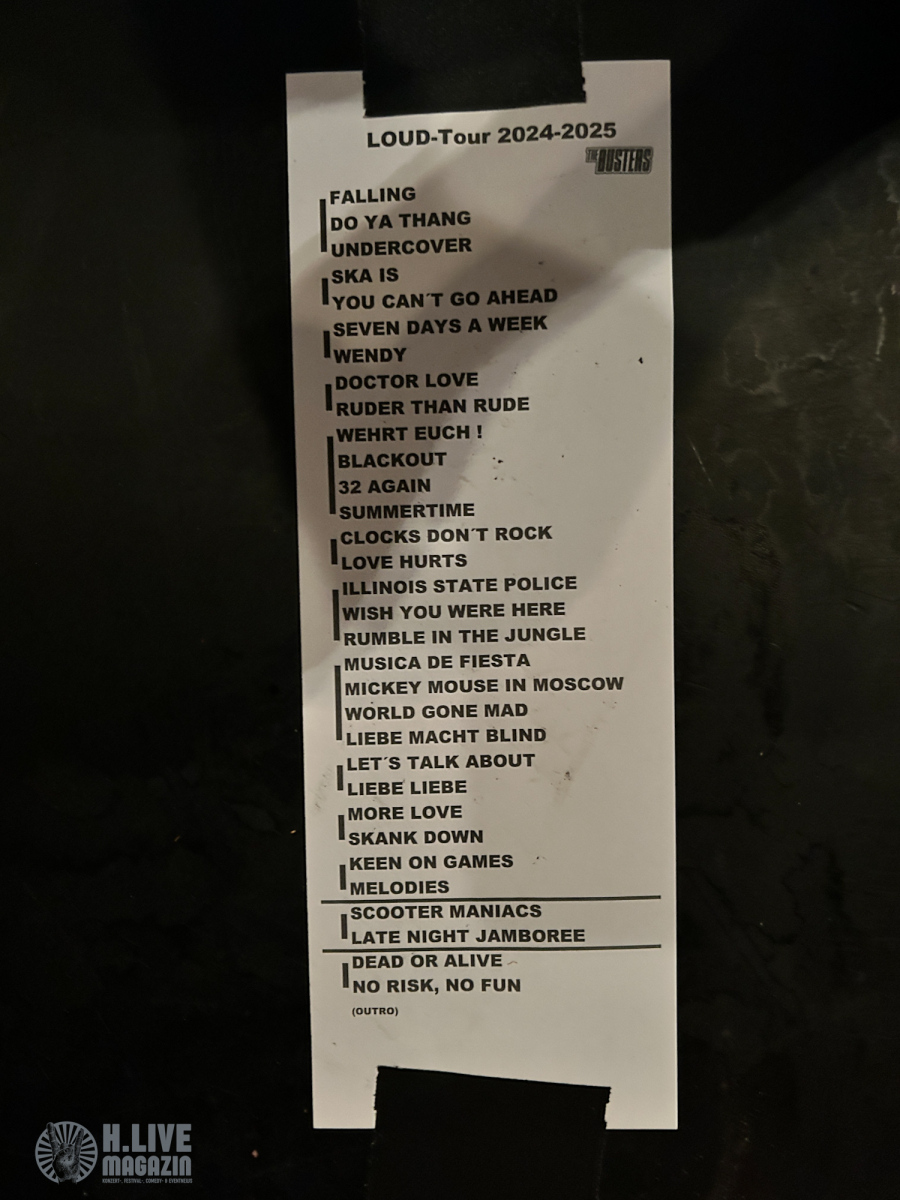 LOUD-Tour 2024-2025
THE BUSTERS
FALLING
DO YA THANG
UNDERCOVER
SKA IS
YOU CAN´T GO AHEAD
SEVEN DAYS A WEEK
WENDY
DOCTOR LOVE
RUDER THAN RUDE
WEHRT EUCH !
BLACKOUT
32 AGAIN
SUMMERTIME
CLOCKS DON´T ROCK
LOVE HURTS
ILLINOIS STATE POLICE
WISH YOU WERE HERE
RUMBLE IN THE JUNGLE
MUSICA DE FIESTA
MICKEY MOUSE IN MOSCOW
WORLD GONE MAD
LIEBE MACHT BLIND
LET´S TALK ABOUT
LIEBE LIEBE
MORE LOVE
SKANK DOWN
KEEN ON GAMES
MELODIES
SCOOTER MANIACS
LATE NIGHT JAMBOREE
DEAD OR ALIVE
NO RISK, NO FUN
(OUTRO)
H.LIVE
MAGAZIN
KONZERT-, FESTIVAL-, COMEDY- & EVENTNEWS